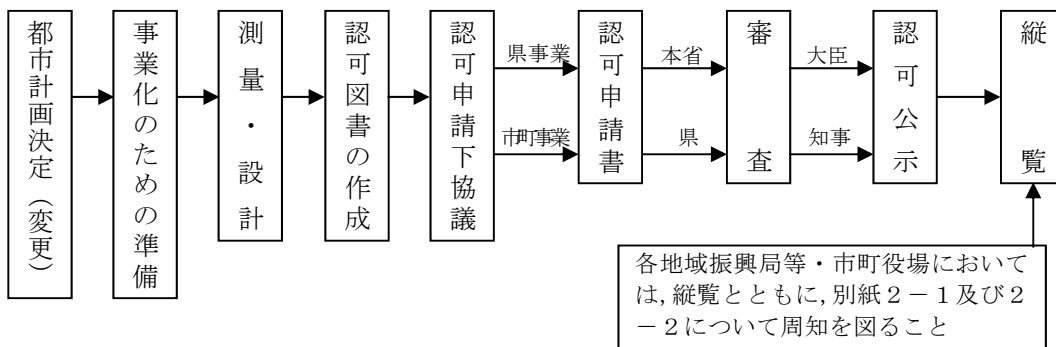 都市計画決定（変更）
事業化のための準備
測量・設計
認可図書の作成
認可申請下協議
県事業
市町事業
認可申請書
本省
県
審査
大臣
知事
認可公示
縦覧
各地域振興局等・市町役場において
は,縦覧とともに,別紙２－１及び２
－２について周知を図ること